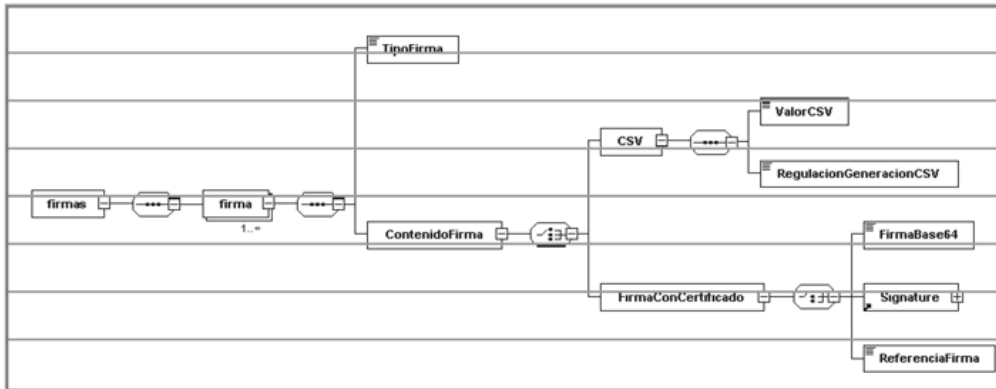 TipoFirma
ValorCSV
CSV
RegulacionGeneracionCSV
firmas
firma
1..∞
ContenidoFirma
FirmaBase64
FirmaConCertificado
Signature
ReferenciaFirma